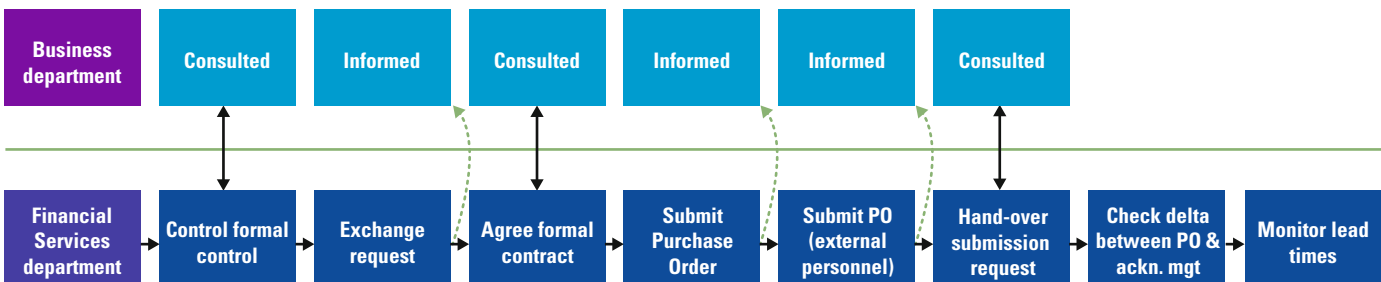 Business
department
Consulted
Informed
Consulted
Informed
Informed
Consulted
Financial
Services
department
Control formal
control
Exchange
request
Agree formal
contract
Submit
Purchase
Order
Submit PO
(external
personnel)
Hand-over
submission
request
Check delta
between PO &
ackn. mgt
Monitor lead
times